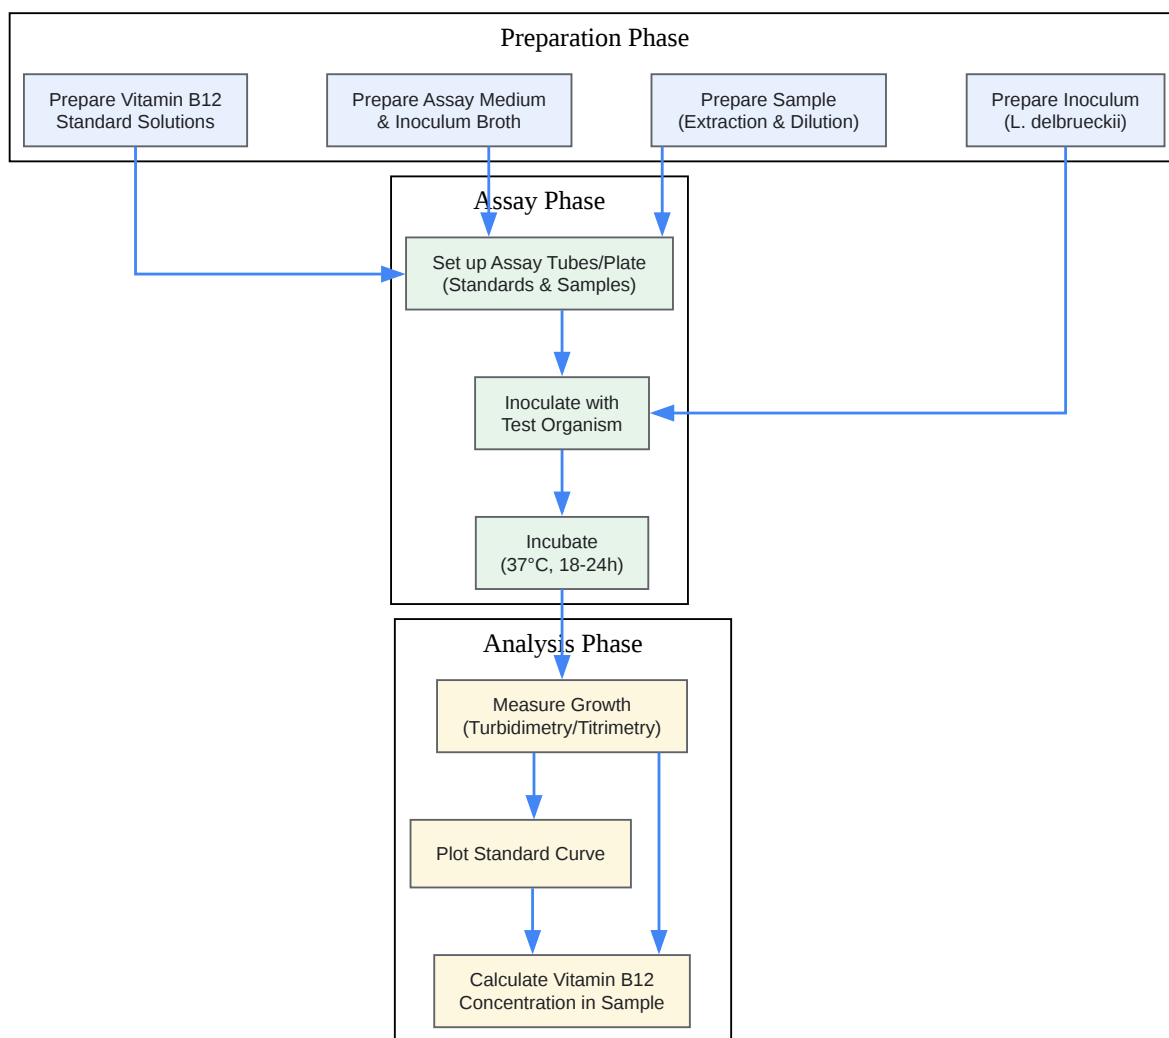 Preparation Phase
Prepare Vitamin B12
Standard Solutions
Prepare Assay Medium
& Inoculum Broth
Prepare Sample
(Extraction & Dilution)
Prepare Inoculum
(L. delbrueckii)
Assay Phase
Set up Assay Tubes/Plate
(Standards & Samples)
Inoculate with
Test Organism
Incubate
(37°C, 18-24h)
Analysis Phase
Measure Growth
(Turbidimetry/Titrimetry)
Plot Standard Curve
Calculate Vitamin B12
Concentration in Sample